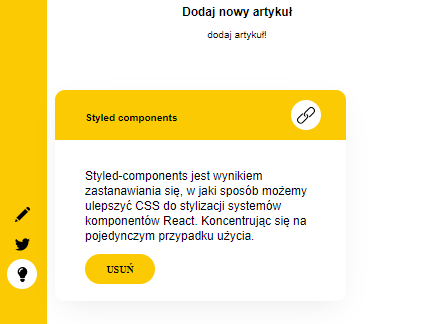 Dodaj nowy artykuł
dodaj artykuł!
Styled components
Styled-components jest wynikiem
zastanawiania się, w jaki sposób możemy
ulepszyć CSS do stylizacji systemów
komponentów React. Koncentrując się na
pojedynczym przypadku użycia.
USUŃ